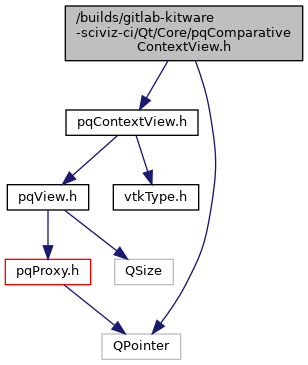 /builds/gitlab-kitware
-sciviz-ci/Qt/Core/pqComparative
ContextView.h
pqContextView.h
pqView.h
vtkType.h
pqProxy.h
QSize
QPointer